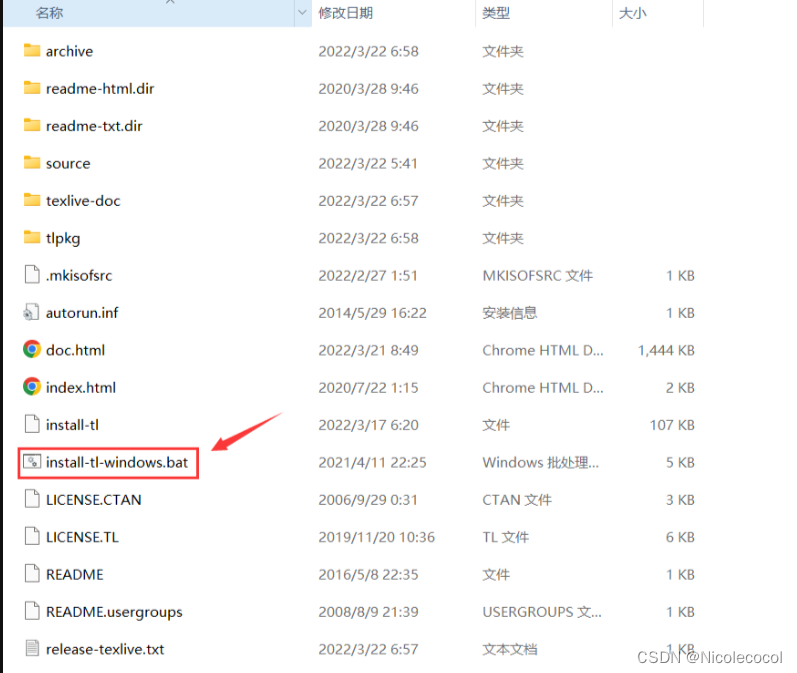 名称 修改日期 类型 大小
archive 2022/3/22 6:58 文件夹
readme-html.dir 2020/3/28 9:46 文件夹
readme-txt.dir 2020/3/28 9:46 文件夹
source 2022/3/22 5:41 文件夹
texlive-doc 2022/3/22 6:57 文件夹
tlpkg 2022/3/22 6:58 文件夹
.mkisofsrc 2022/2/27 1:51 MKISOFSRC 文件 1 KB
autorun.inf 2014/5/29 16:22 安装信息 1 KB
doc.html 2022/3/21 8:49 Chrome HTML D... 1,444 KB
index.html 2020/7/22 1:15 Chrome HTML D... 2 KB
install-tl 2022/3/17 6:20 文件 107 KB
install-tl-windows.bat 2021/4/11 22:25 Windows 批处理... 5 KB
LICENSE.CTAN 2006/9/29 0:31 CTAN 文件 3 KB
LICENSE.TL 2019/11/20 10:36 TL 文件 6 KB
README 2016/5/8 22:35 文件 1 KB
README.usergroups 2008/8/9 21:39 USERGROUPS 文... 1 KB
release-texlive.txt 2022/3/22 6:57 文本文档 1 KB
CSDN @Nicolecocol